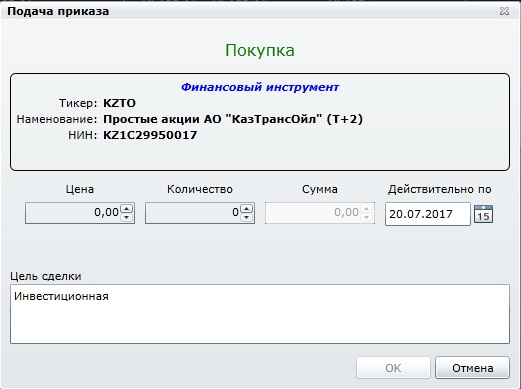 Подача приказа
Покупка
Финансовый инструмент
Тикер: KZTO
Наменование: Простые акции АО "КазТрансОйл" (T+2)
НИН: KZ1C29950017
Цена Количество Сумма Действительно по
0,00 0 0,00 20.07.2017 15
Цель сделки
Инвестиционная
OK Отмена